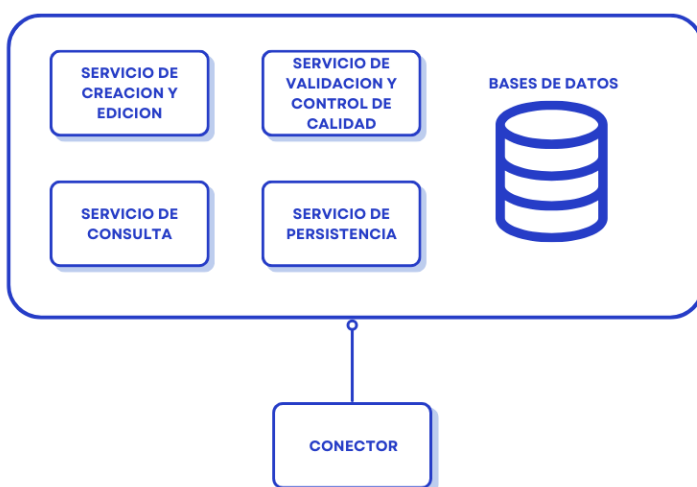 SERVICIO DE
CREACION Y
EDICION
SERVICIO DE
VALIDACION Y
CONTROL DE
CALIDAD
BASES DE DATOS
SERVICIO DE
CONSULTA
SERVICIO DE
PERSISTENCIA
CONECTOR